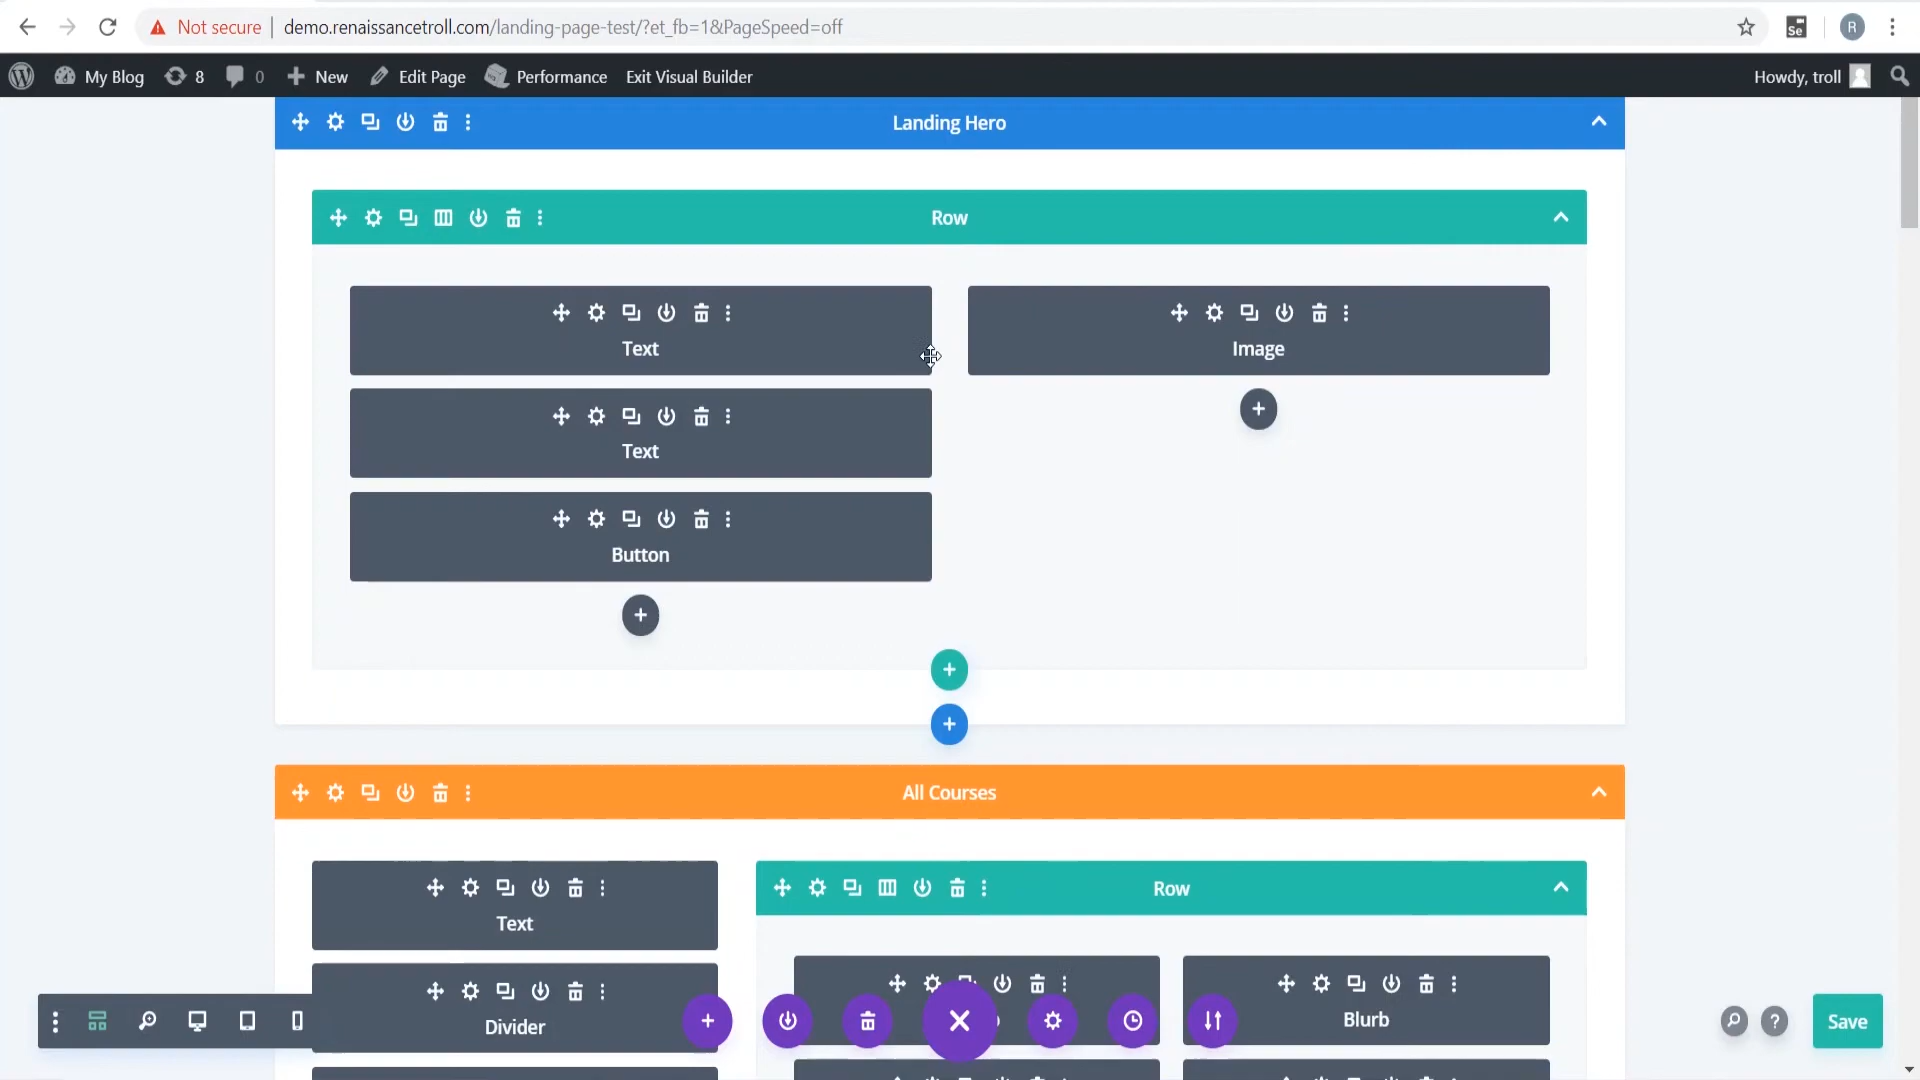 Not secure demo.renaissancetroll.com/landing-page-test/?et_fb=1&PageSpeed=off Se R
My Blog 8 0 New Edit Page Performance Exit Visual Builder Howdy, troll
Landing Hero
Row
Text Image
Text
Button
All Courses
Text Row
Divider Blurb
? Save